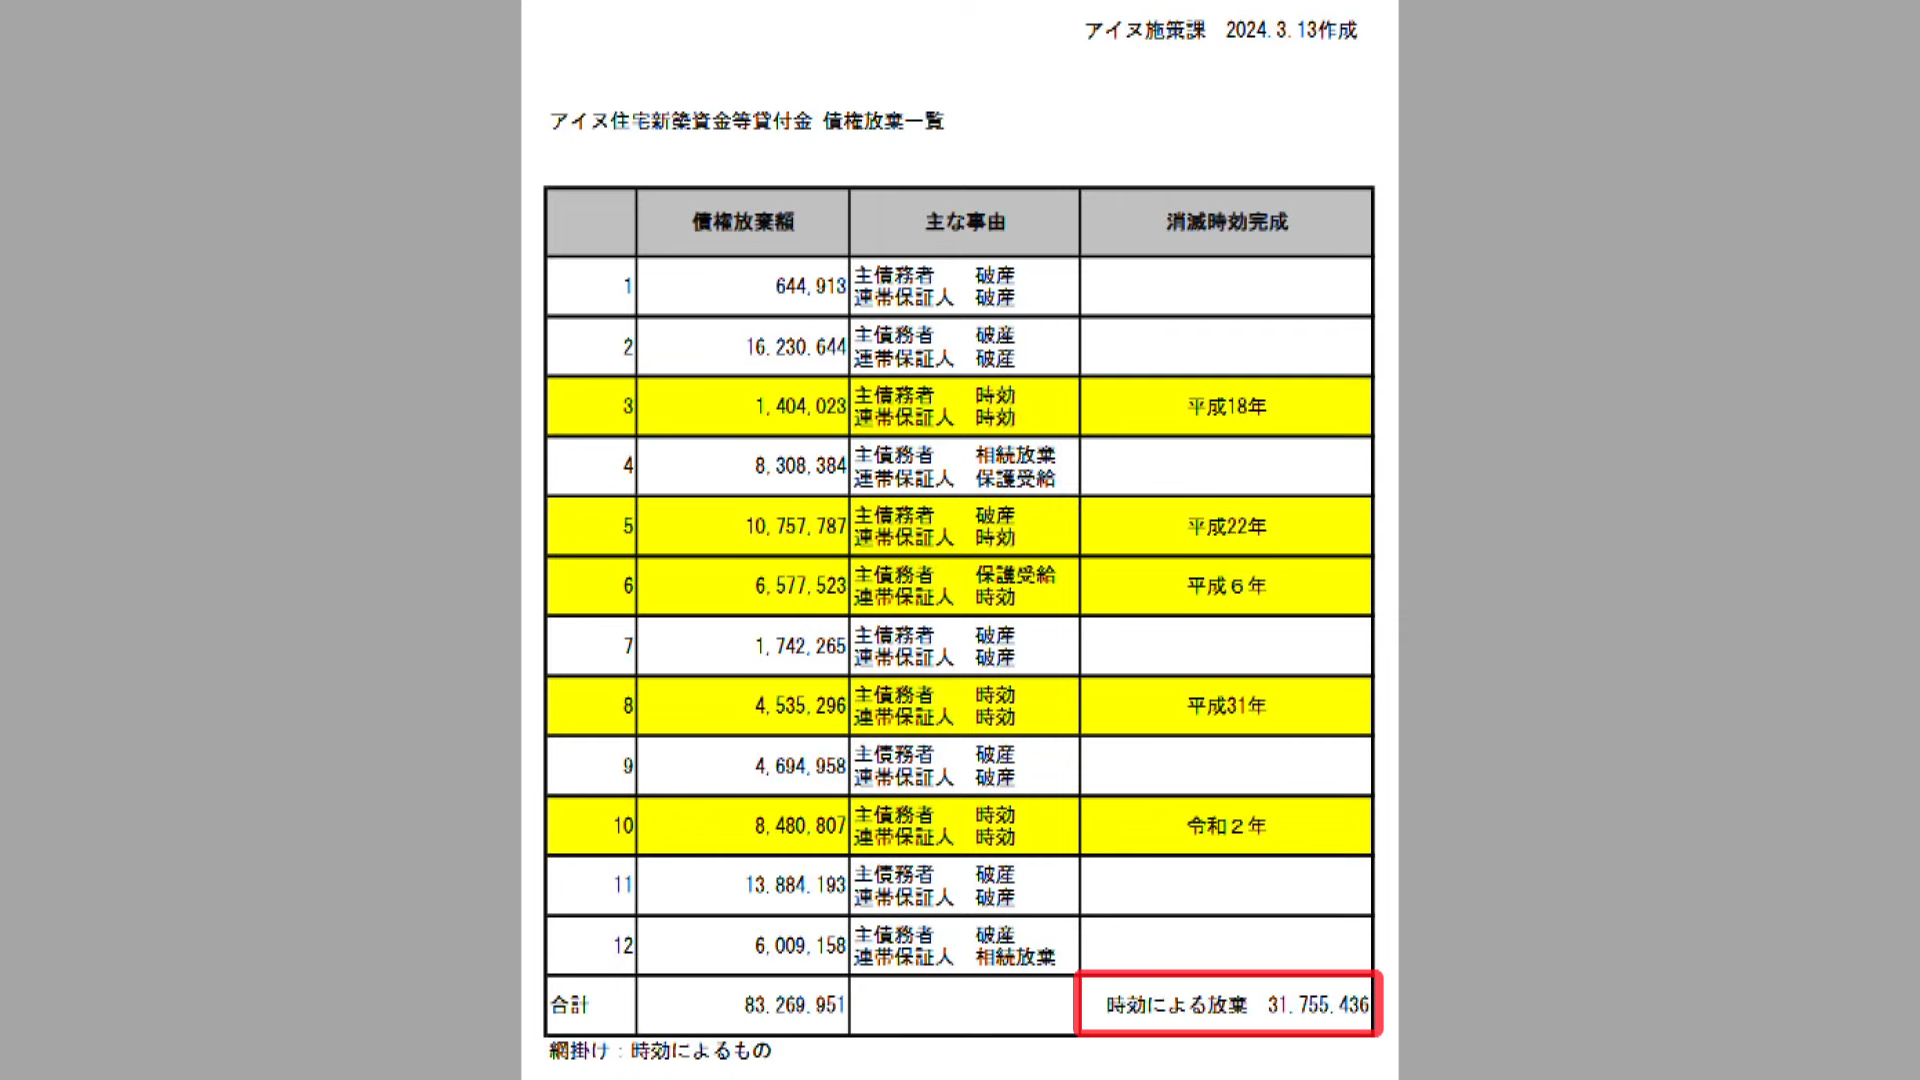 アイヌ施策課 2024.3.13作成
アイヌ住宅新築資金等貸付金 債権放棄一覧
債権放棄額 主な事由 消滅時効完成
1 644,913 主債務者 破産
連帯保証人 破産
2 16,230,644 主債務者 破産
連帯保証人 破産
3 1,404,023 主債務者 時効
連帯保証人 時効 平成18年
4 8,308,384 主債務者 相続放棄
連帯保証人 保護受給
5 10,757,787 主債務者 破産
連帯保証人 時効 平成22年
6 6,577,523 主債務者 保護受給
連帯保証人 時効 平成6年
7 1,742,265 主債務者 破産
連帯保証人 破産
8 4,535,296 主債務者 時効
連帯保証人 時効 平成31年
9 4,694,958 主債務者 破産
連帯保証人 破産
10 8,480,807 主債務者 時効
連帯保証人 時効 令和2年
11 13,884,193 主債務者 破産
連帯保証人 破産
12 6,009,158 主債務者 破産
連帯保証人 相続放棄
合計 83,269,951 時効による放棄 31,755,436
網掛け:時効によるもの